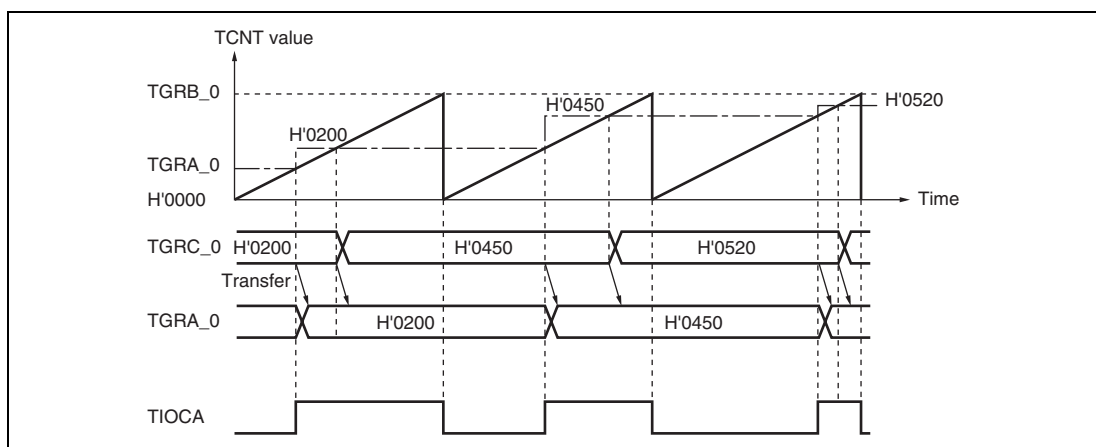 TCNT value
TGRB_0
H'0520
H'0450
H'0200
TGRA_0
H'0000
Time
TGRC_0
H'0200
H'0450
H'0520
Transfer
TGRA_0
H'0200
H'0450
TIOCA